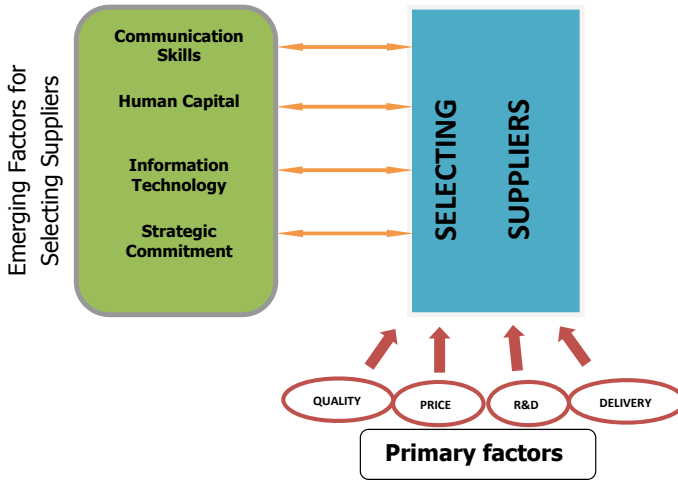 Emerging Factors for
Selecting Suppliers
Communication
Skills
Human Capital
Information
Technology
Strategic
Commitment
SELECTING
SUPPLIERS
QUALITY
PRICE
R&D
DELIVERY
Primary factors